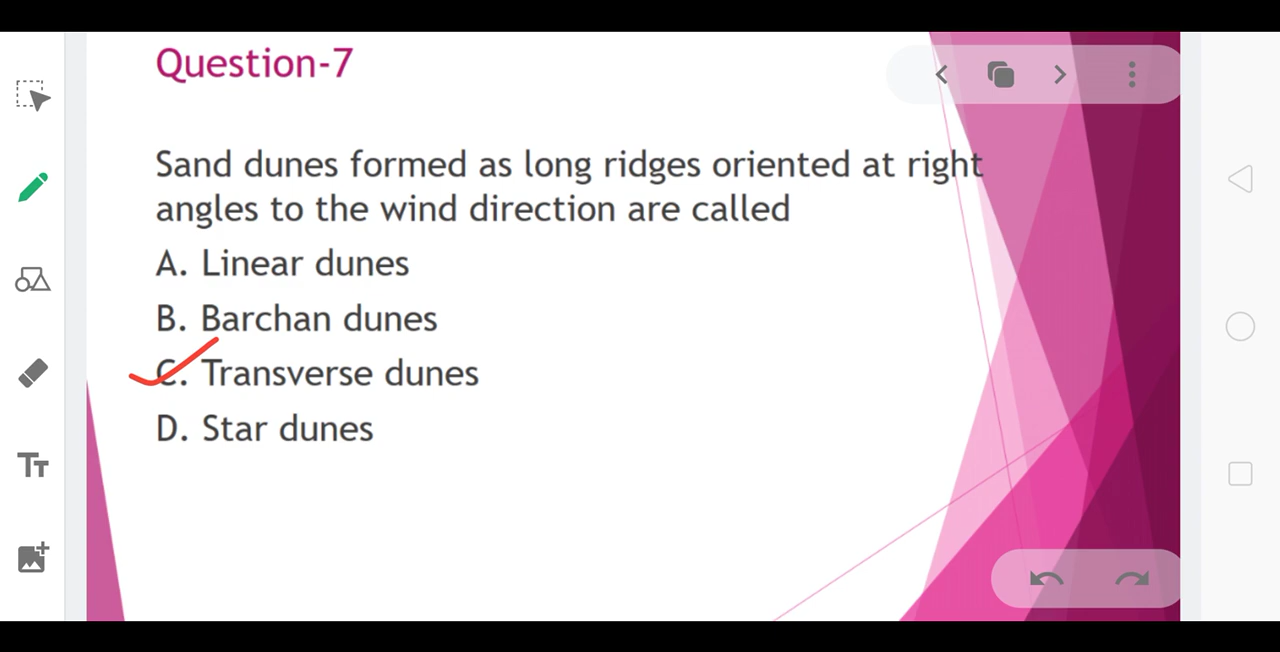 Question-7
Sand dunes formed as long ridges oriented at right
angles to the wind direction are called
A. Linear dunes
B. Barchan dunes
C. Transverse dunes
D. Star dunes